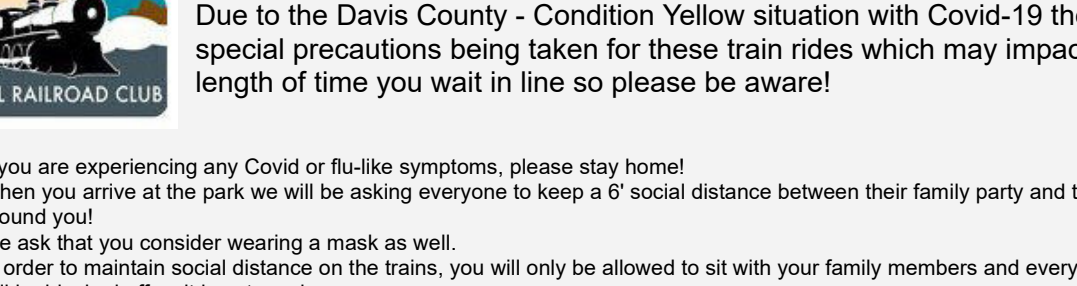 Due to the Davis County - Condition Yellow situation with Covid-19 the
special precautions being taken for these train rides which may impac
length of time you wait in line so please be aware!
L RAILROAD CLUB
you are experiencing any Covid or flu-like symptoms, please stay home!
hen you arrive at the park we will be asking everyone to keep a 6' social distance between their family party and t
ound you!
e ask that you consider wearing a mask as well.
order to maintain social distance on the trains, you will only be allowed to sit with your family members and every